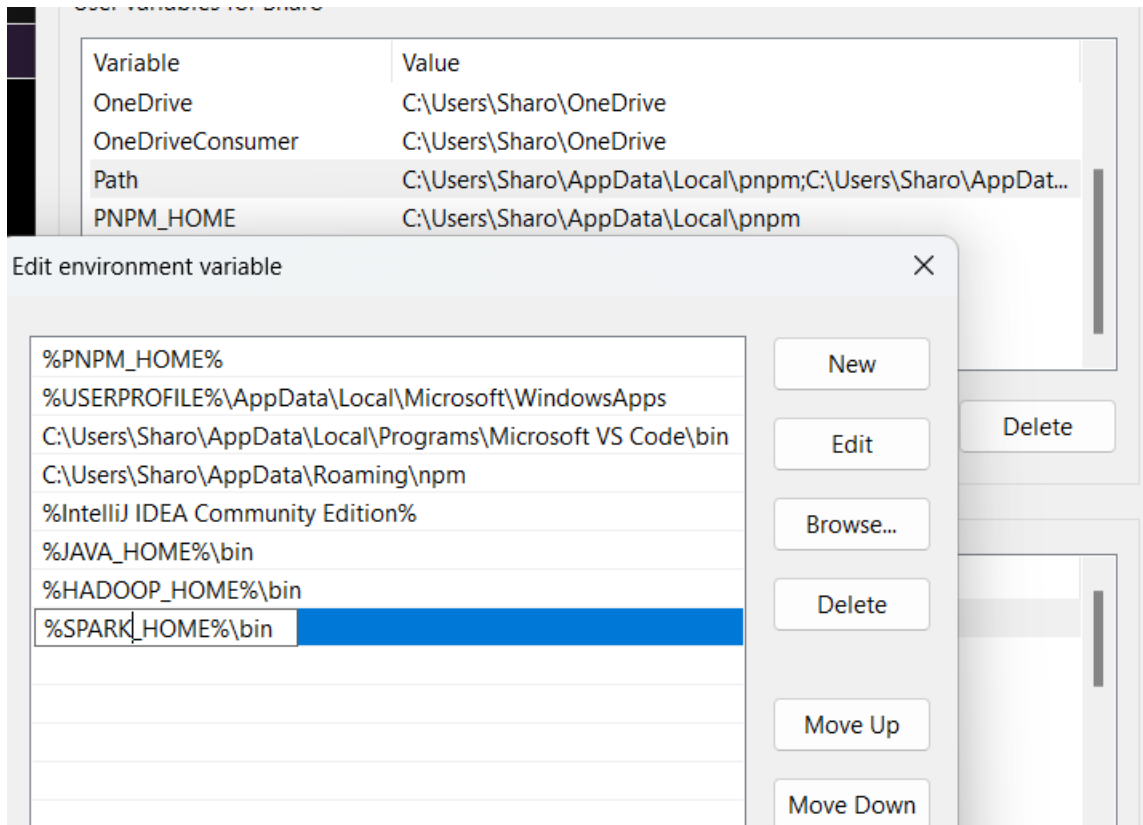 User variables for Sharo
Variable Value
OneDrive C:\Users\Sharo\OneDrive
OneDriveConsumer C:\Users\Sharo\OneDrive
Path C:\Users\Sharo\AppData\Local\pnpm;C:\Users\Sharo\AppDat...
PNPM_HOME C:\Users\Sharo\AppData\Local\pnpm
Edit environment variable
%PNPM_HOME%
New
%USERPROFILE%\AppData\Local\Microsoft\WindowsApps
C:\Users\Sharo\AppData\Local\Programs\Microsoft VS Code\bin
Edit
Delete
C:\Users\Sharo\AppData\Roaming\npm
%IntelliJ IDEA Community Edition%
Browse...
%JAVA_HOME%\bin
%HADOOP_HOME%\bin
Delete
%SPARK_HOME%\bin
Move Up
Move Down